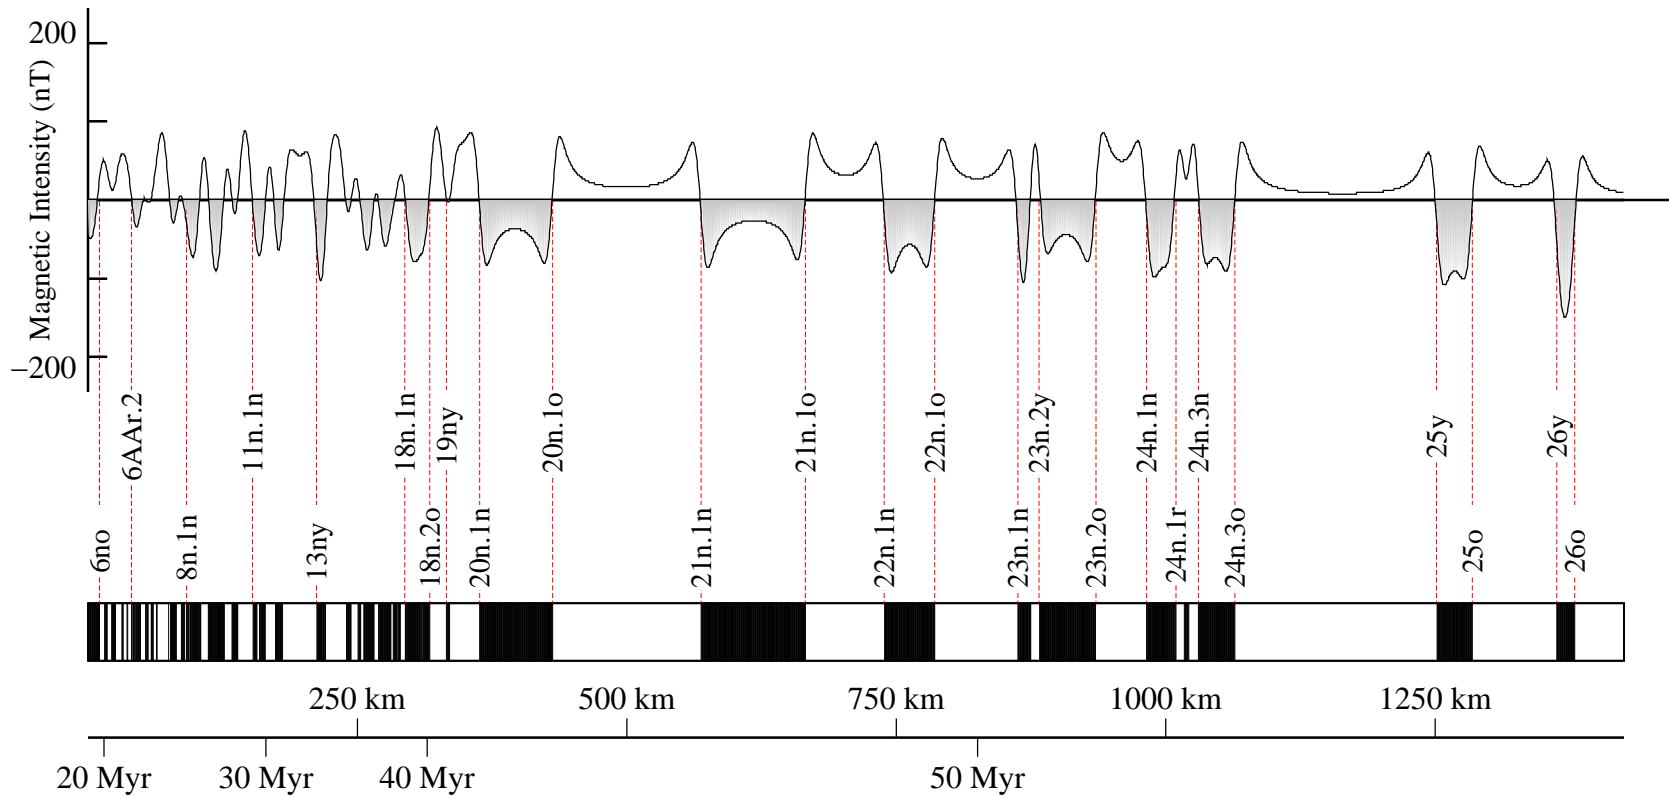 200
Magnetic Intensity (nT)
−200
6no
6AAr.2
8n.1n
11n.1n
13ny
18n.1n
18n.2o
19ny
20n.1n
20n.1o
21n.1n
21n.1o
22n.1n
22n.1o
23n.1n
23n.2y
23n.2o
24n.1n
24n.1r
24n.3n
24n.3o
25y
25o
26y
26o
250 km 500 km 750 km 1000 km 1250 km
20 Myr 30 Myr 40 Myr 50 Myr